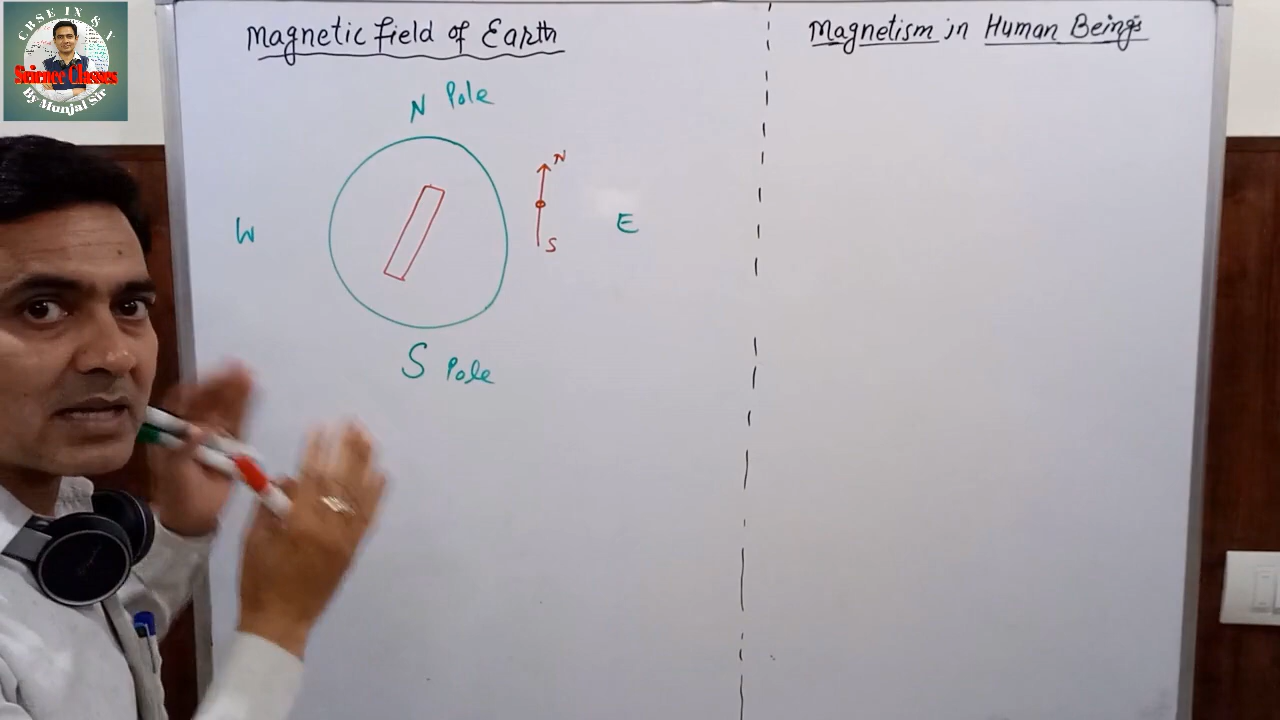 CBSE IX & X
Science Classes
By Munjal Sir
Magnetic field of Earth
Magnetism in Human Beings
N Pole
N
W
E
S
S Pole